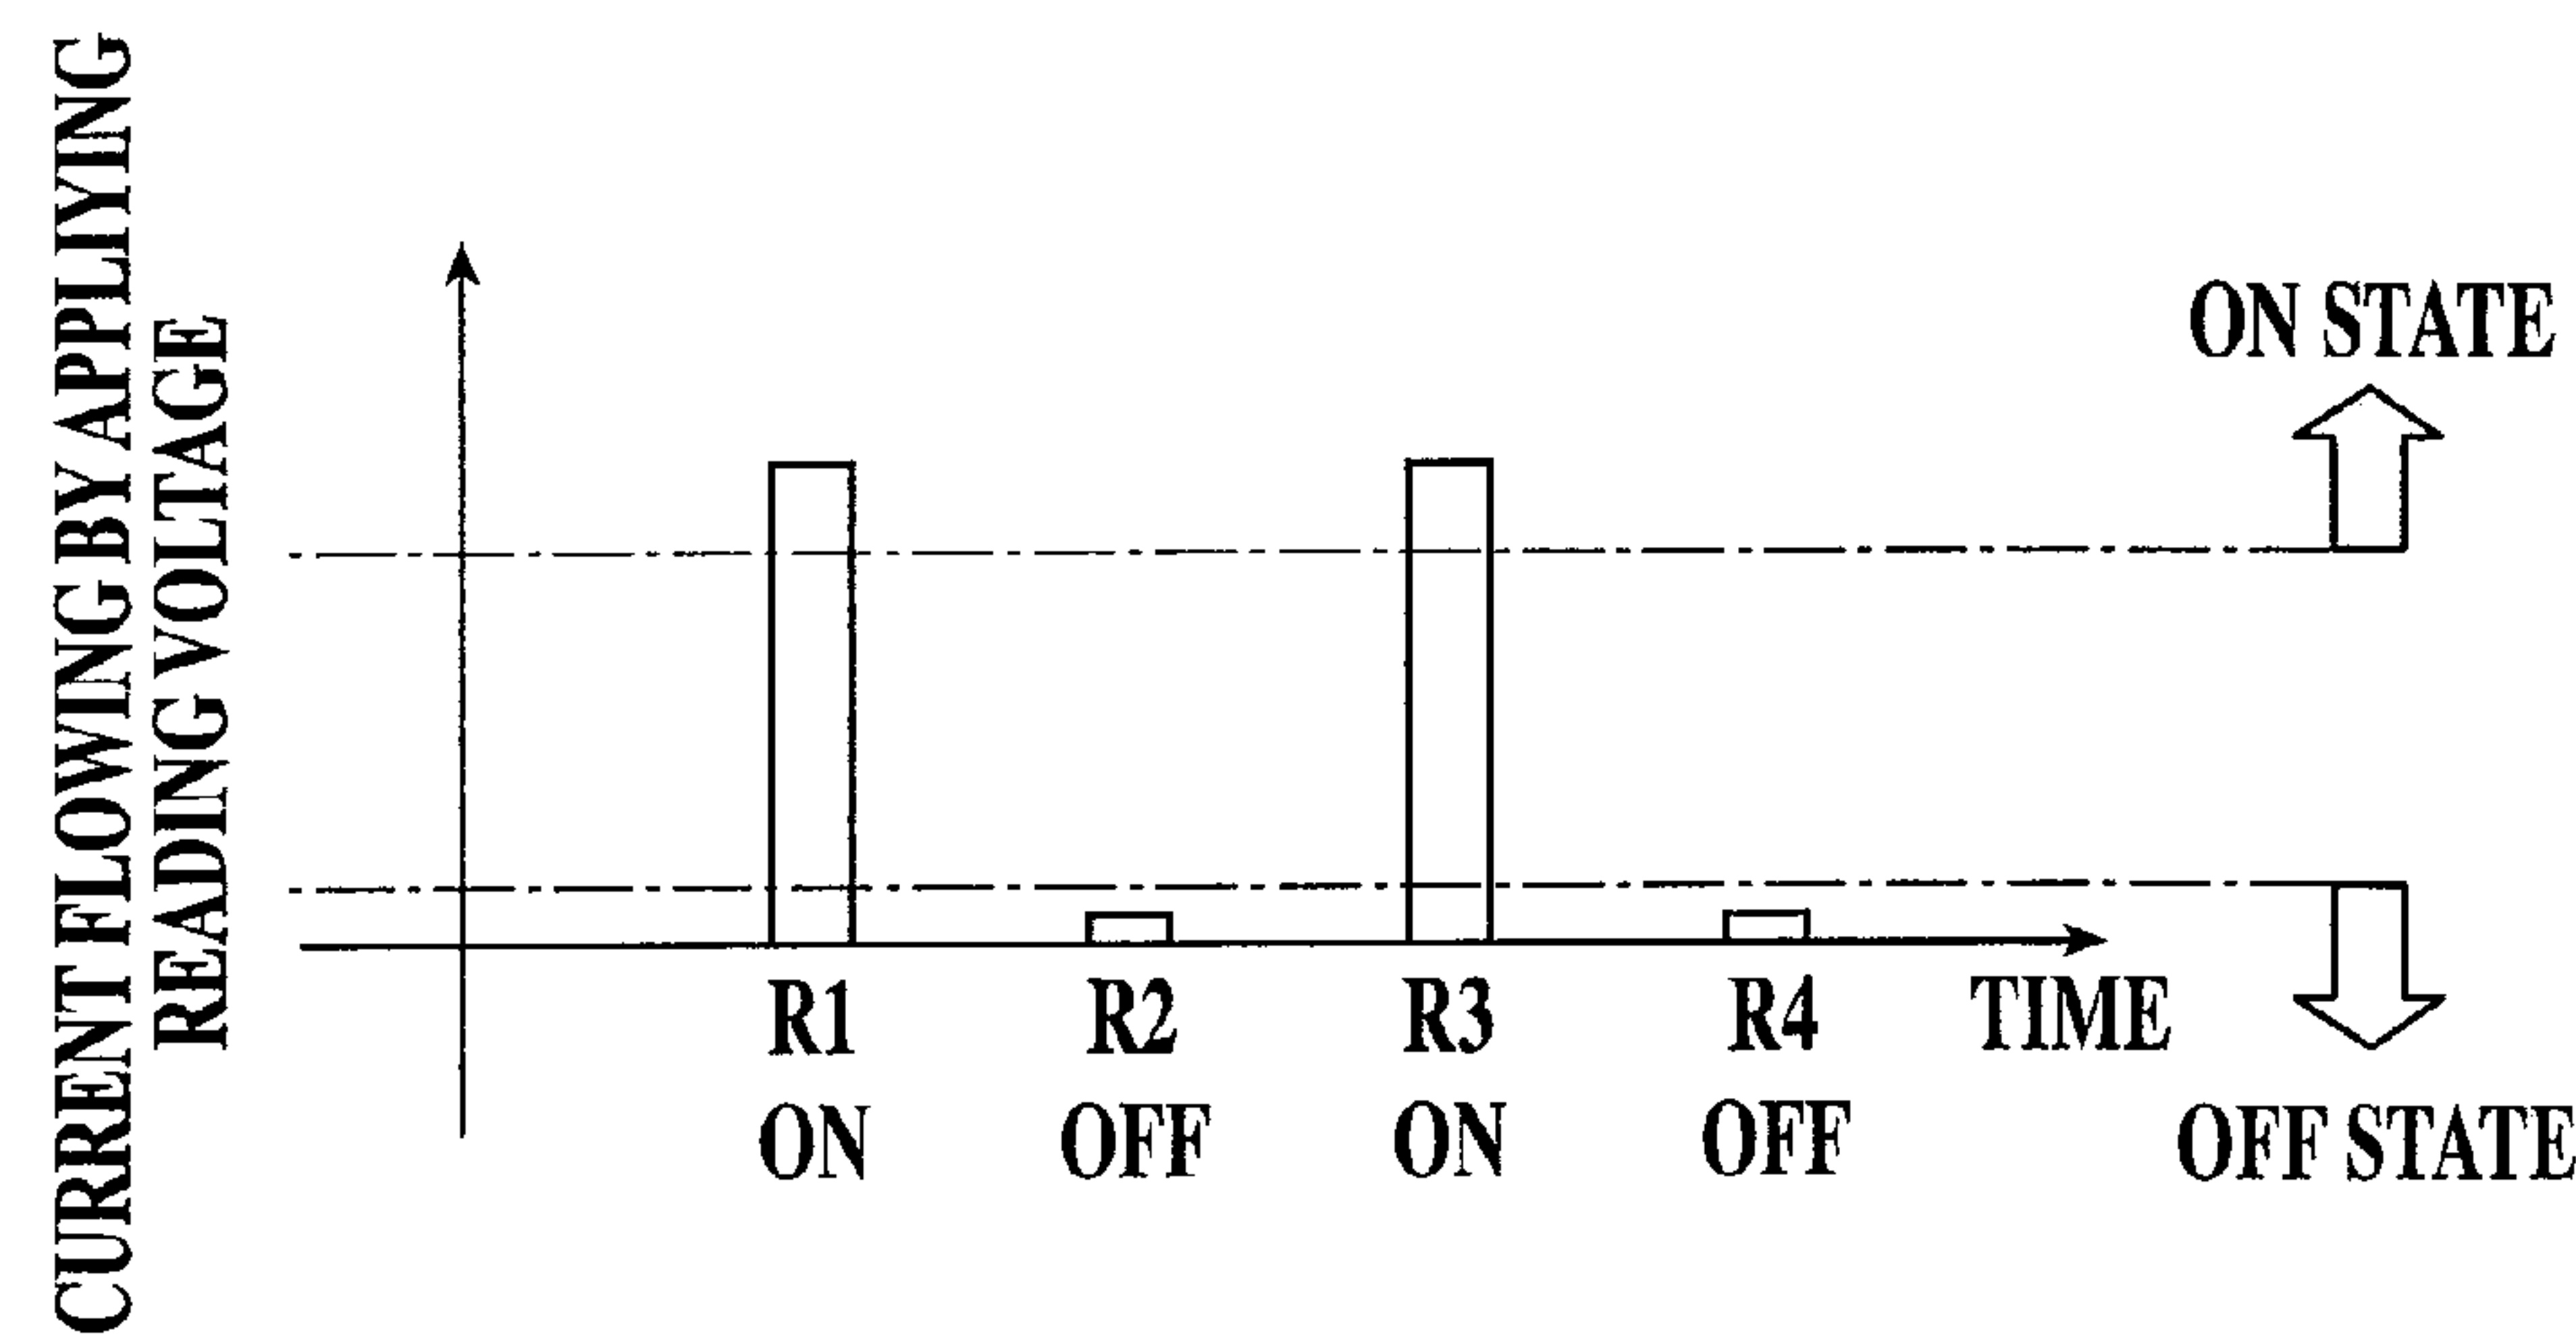 CURRENT FLOWING BY APPLIYING
READING VOLTAGE
ON STATE
R1
R2
R3
R4
TIME
ON
OFF
ON
OFF
OFF STATE